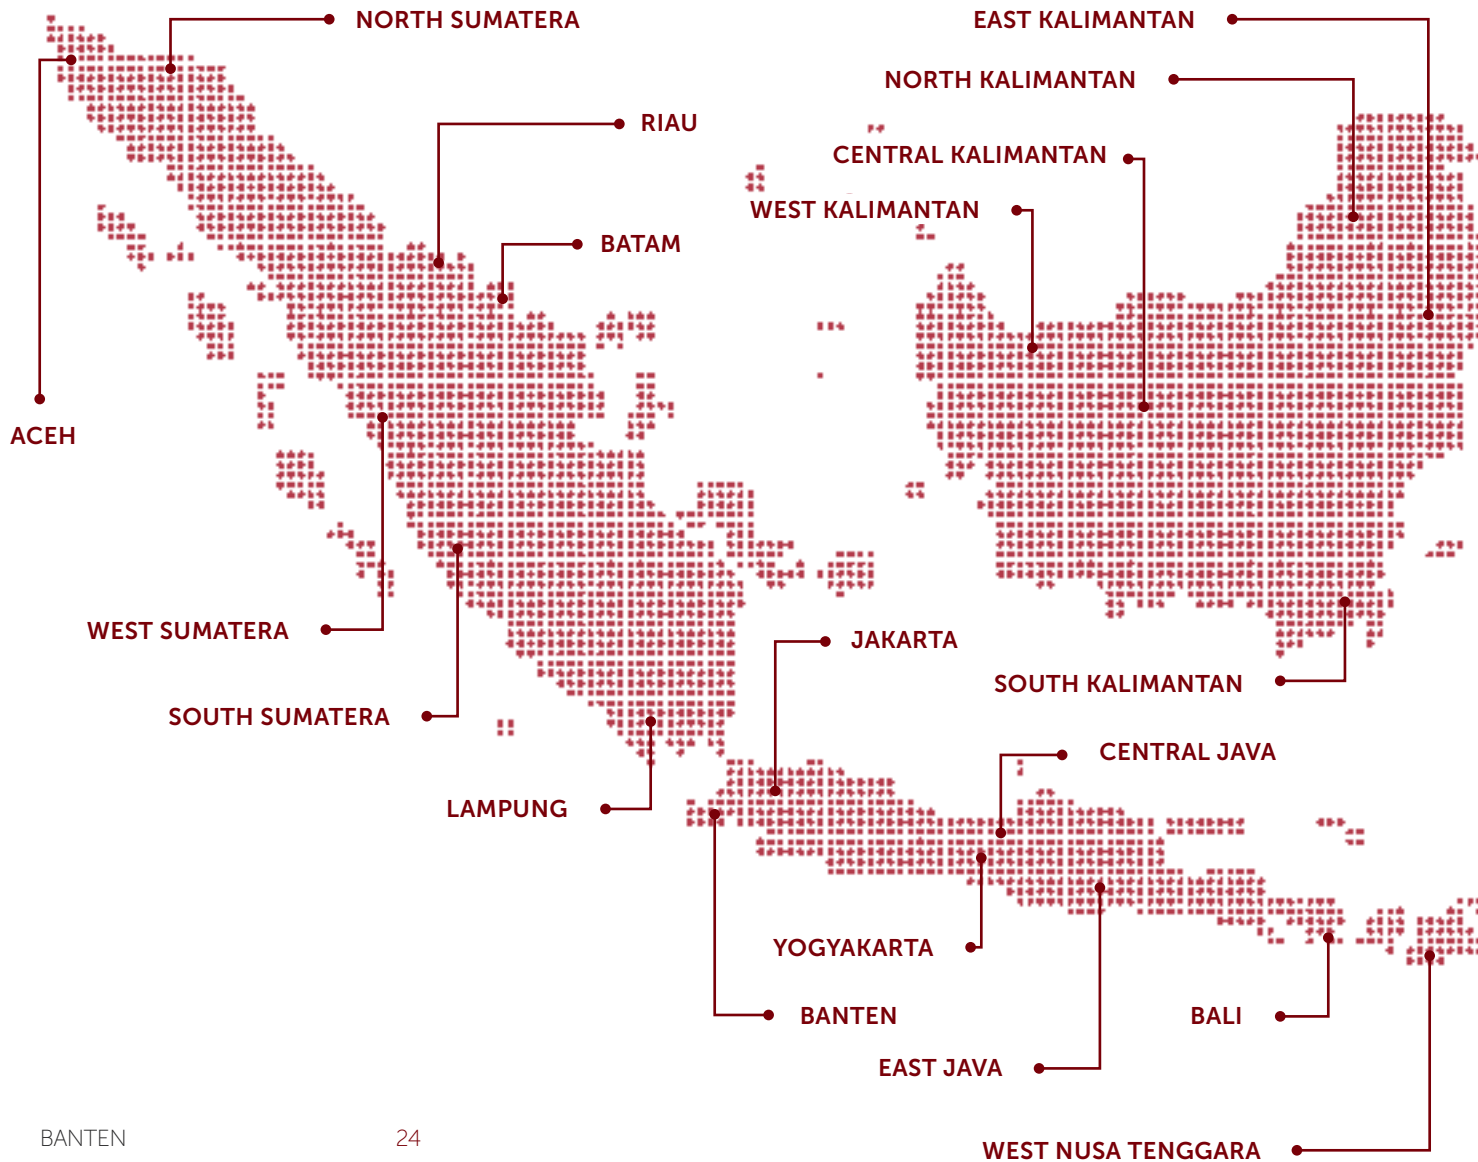 NORTH SUMATERA
EAST KALIMANTAN
NORTH KALIMANTAN
RIAU
CENTRAL KALIMANTAN
WEST KALIMANTAN
BATAM
ACEH
WEST SUMATERA
JAKARTA
SOUTH KALIMANTAN
SOUTH SUMATERA
CENTRAL JAVA
LAMPUNG
YOGYAKARTA
BANTEN
BALI
EAST JAVA
BANTEN 24
WEST NUSA TENGGARA